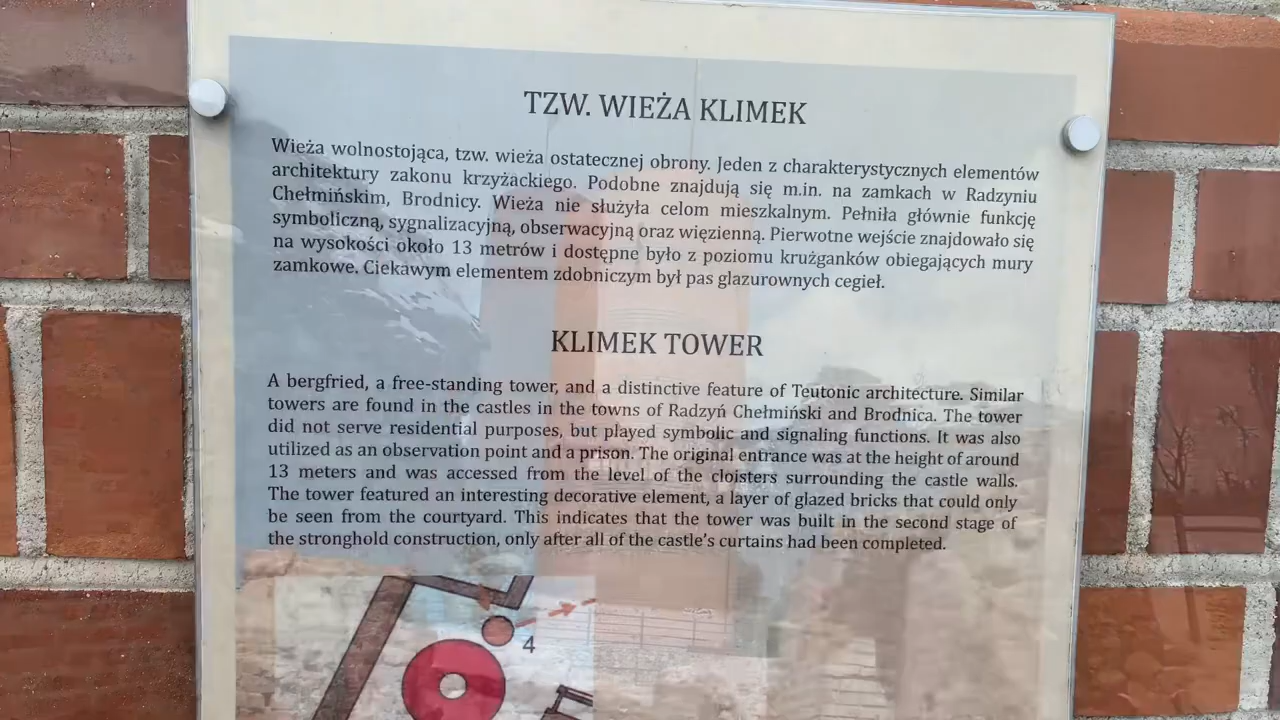 TZW. WIEŻA KLIMEK
Wieża wolnostojąca, tzw. wieża ostatecznej obrony. Jeden z charakterystycznych elementów
architektury zakonu krzyżackiego. Podobne znajdują się m.in. na zamkach w Radzyniu
Chełmińskim, Brodnicy. Wieża nie służyła celom mieszkalnym. Pełniła głównie funkcję
symboliczną, sygnalizacyjną, obserwacyjną oraz więzienną. Pierwotne wejście znajdowało się
na wysokości około 13 metrów i dostępne było z poziomu krużganków obiegających mury
zamkowe. Ciekawym elementem zdobniczym był pas glazurownych cegieł.
KLIMEK TOWER
A bergfried, a free-standing tower, and a distinctive feature of Teutonic architecture. Similar
towers are found in the castles in the towns of Radzyń Chełmiński and Brodnica. The tower
did not serve residential purposes, but played symbolic and signaling functions. It was also
utilized as an observation point and a prison. The original entrance was at the height of around
13 meters and was accessed from the level of the cloisters surrounding the castle walls.
The tower featured an interesting decorative element, a layer of glazed bricks that could only
be seen from the courtyard. This indicates that the tower was built in the second stage of
the stronghold construction, only after all of the castle's curtains had been completed.
4